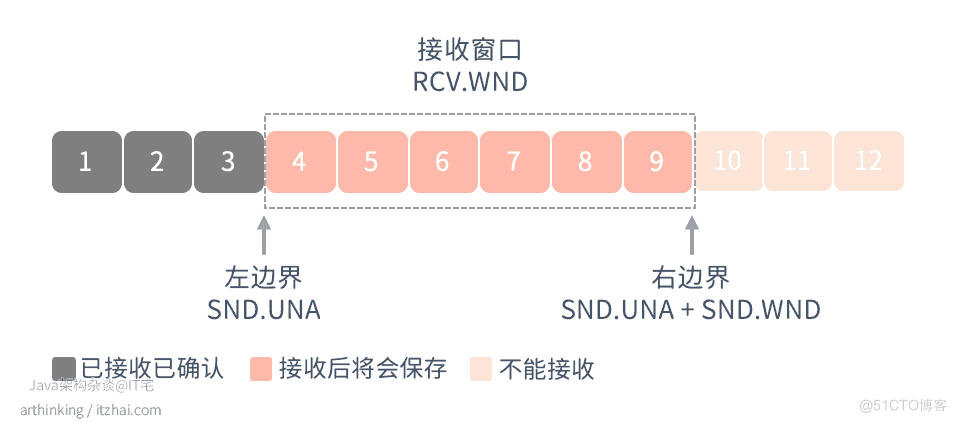 接收窗口
RCV.WND
1 2 3 4 5 6 7 8 9 10 11 12
左边界 右边界
SND.UNA SND.UNA + SND.WND
已接收已确认 接收后将会保存 不能接收
Java架构杂谈@IT宅
arthinking / itzhai.com
@51CTO博客